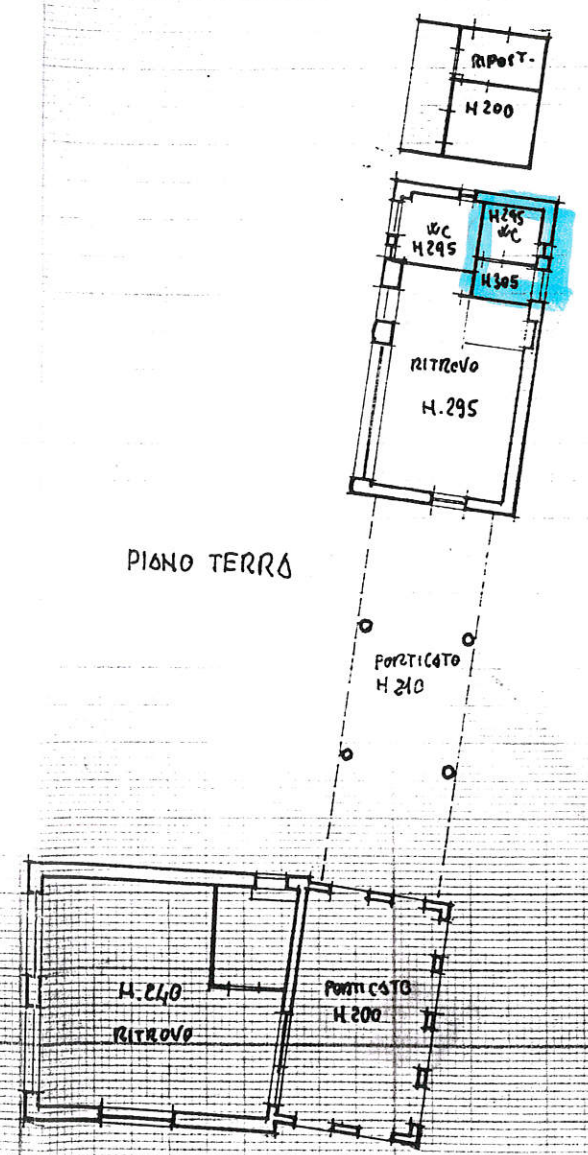 RIPOST.
H 200
WC
H 295
H 295
WC
H 305
RITROVO
H. 295
PIANO TERRA
PORTICATO
H 210
H. 240
RITROVO
PORTICATO
H 200